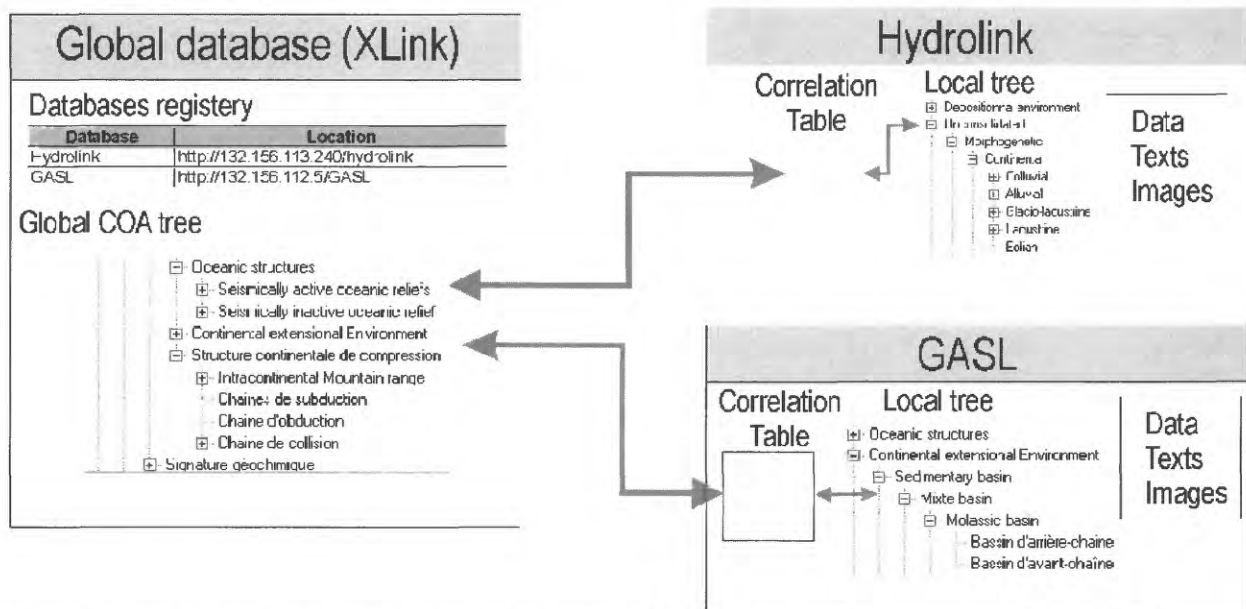 Global database (XLink)
Databases registery
Database Location
Hydrolink http://132.156.113.240/hydrolink
GASL http://132.156.112.5/GASL
Global COA tree
Oceanic structures
Seismically active oceanic reliefs
Seismically inactive oceanic relief
Continental extensional Environment
Structure continentale de compression
Intracontinental Mountain range
Chaines de subduction
Chaine d'obduction
Chaine de collision
Signature géochimique
Hydrolink
Correlation
Table
Local tree
Depositional environment
Unconsolidated
Morphogenetic
Continental
Colluvial
Alluvial
Glacio-lacustrine
Lacustrine
Eolian
Data
Texts
Images
GASL
Correlation
Table
Local tree
Oceanic structures
Continental extensional Environment
Sedimentary basin
Mixte basin
Molassic basin
Bassin d'arrière-chaine
Bassin d'avant-chaîne
Data
Texts
Images